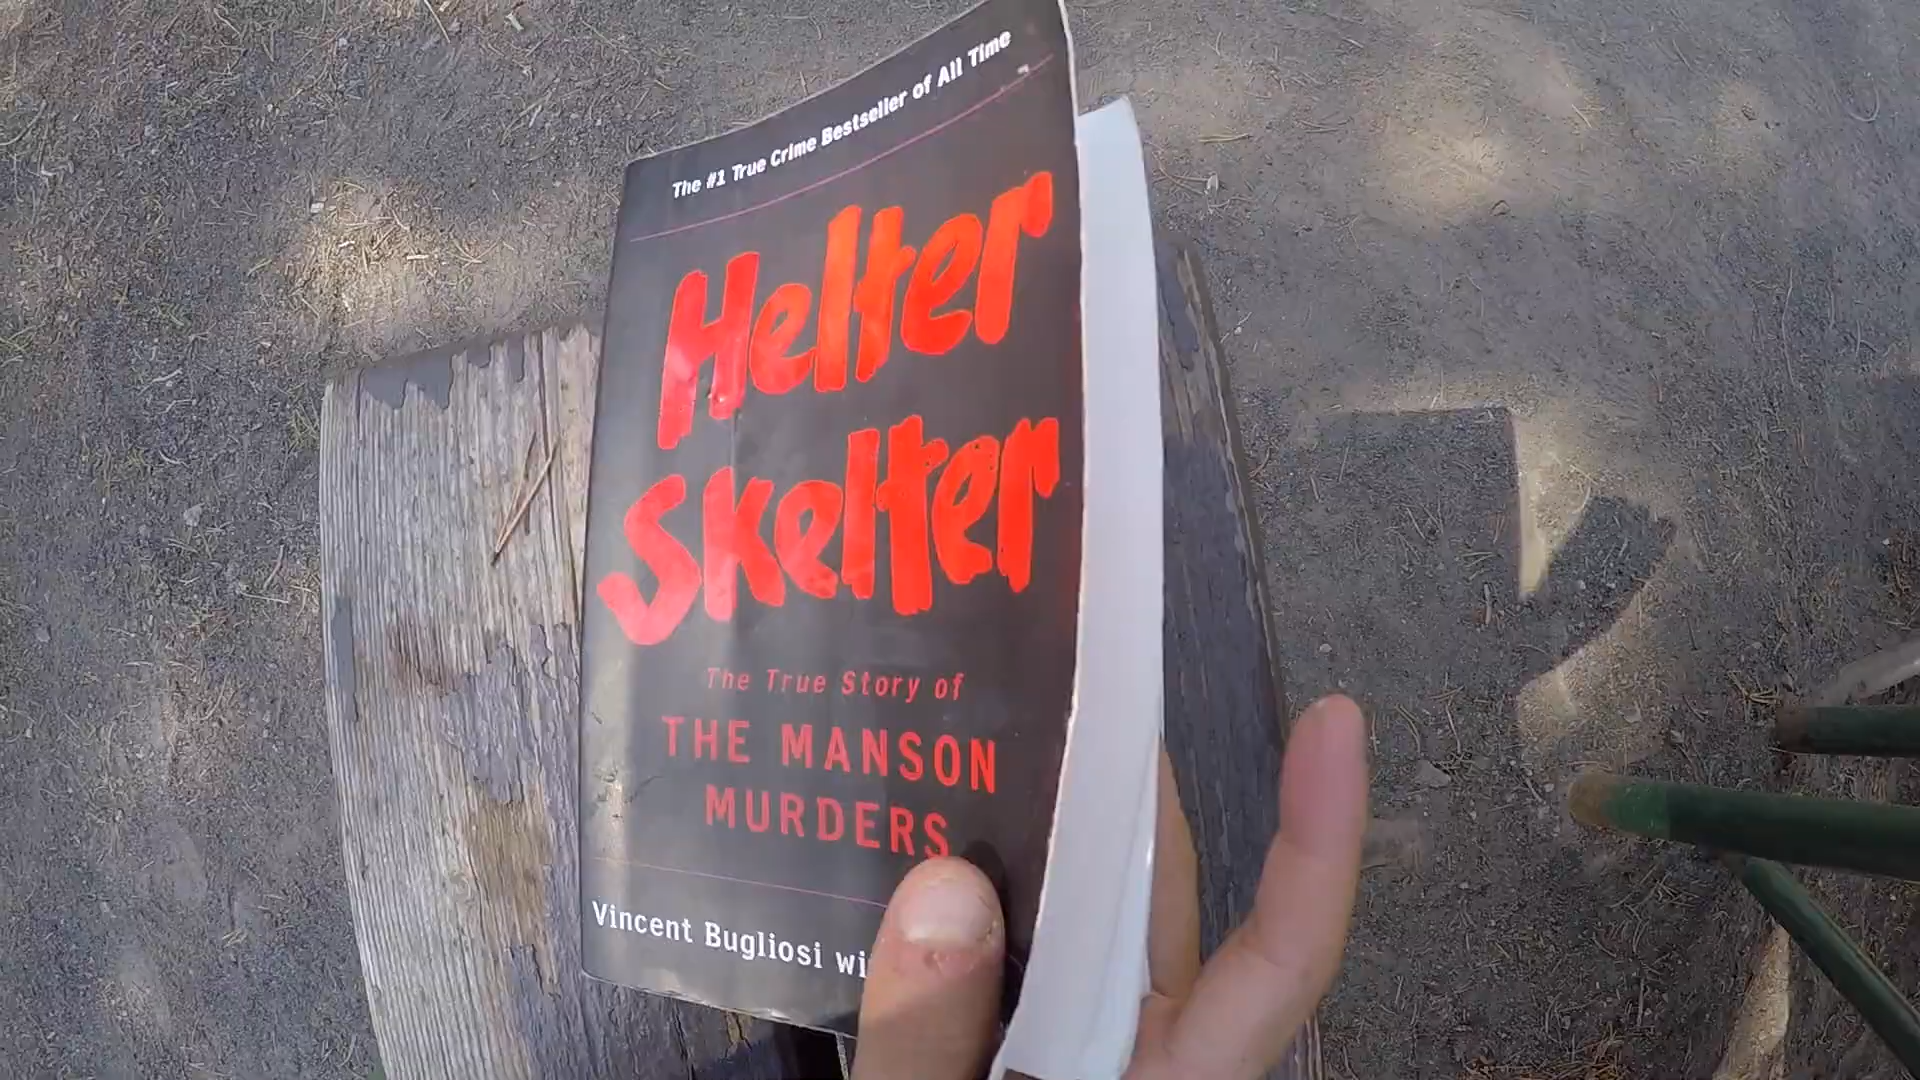 The #1 True Crime Bestseller of All Time
Helter
Skelter
The True Story of
THE MANSON
MURDERS
Vincent Bugliosi